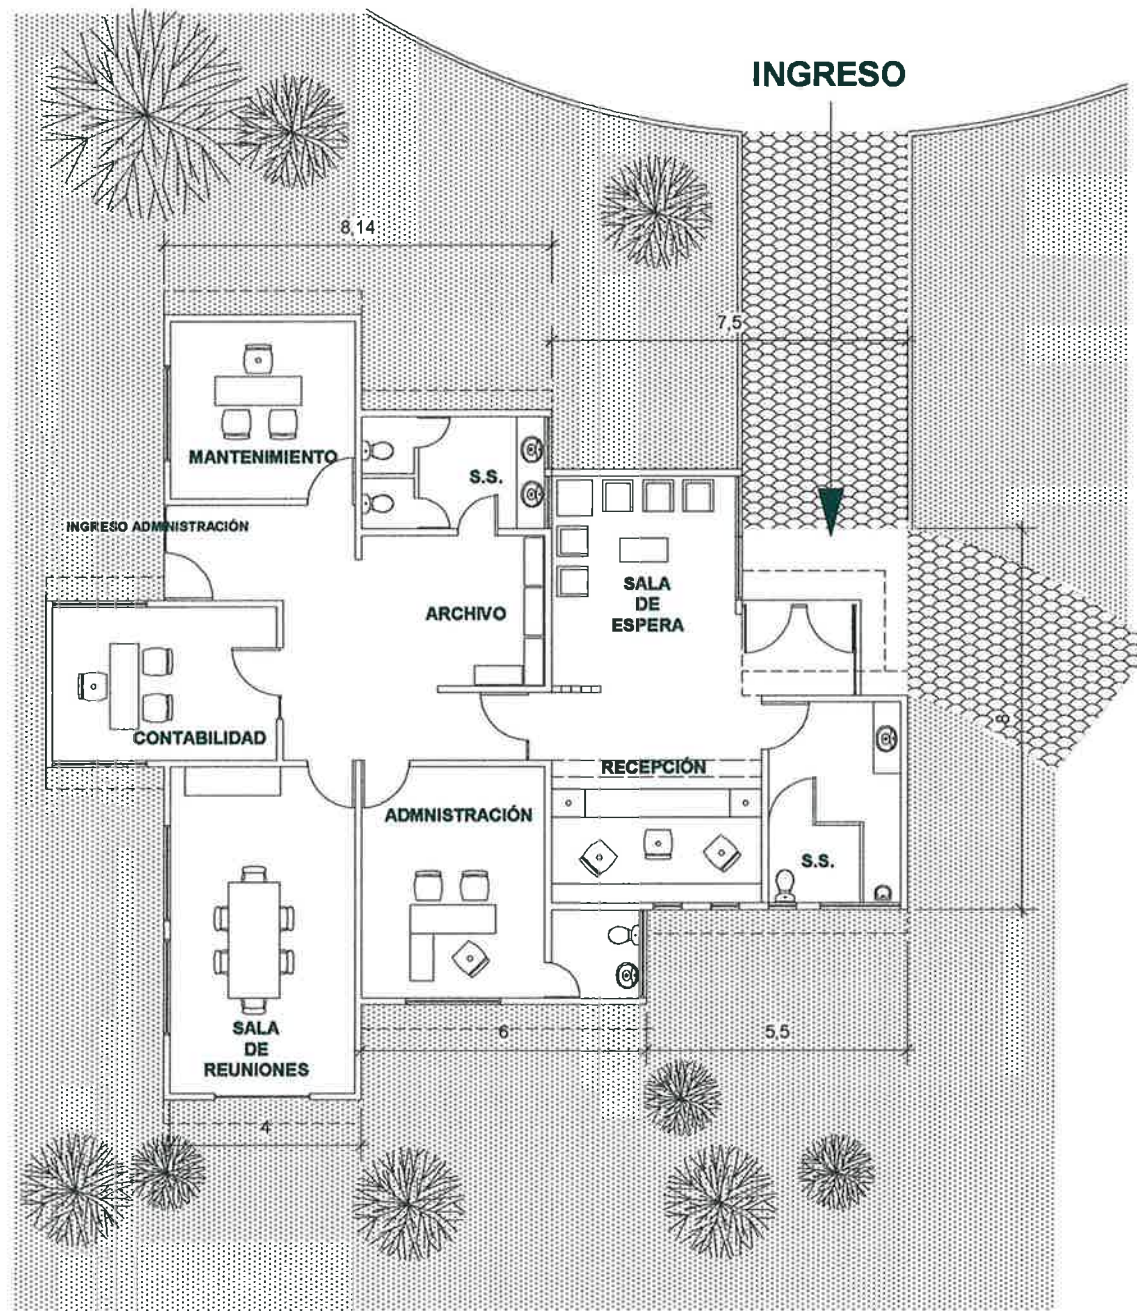 INGRESO
8,14
7,5
MANTENIMIENTO
S.S.
INGRESO ADMINISTRACIÓN
SALA
DE
ESPERA
ARCHIVO
8
CONTABILIDAD
RECEPCIÓN
ADMNISTRACIÓN
S.S.
SALA
DE
REUNIONES
6
5,5
4